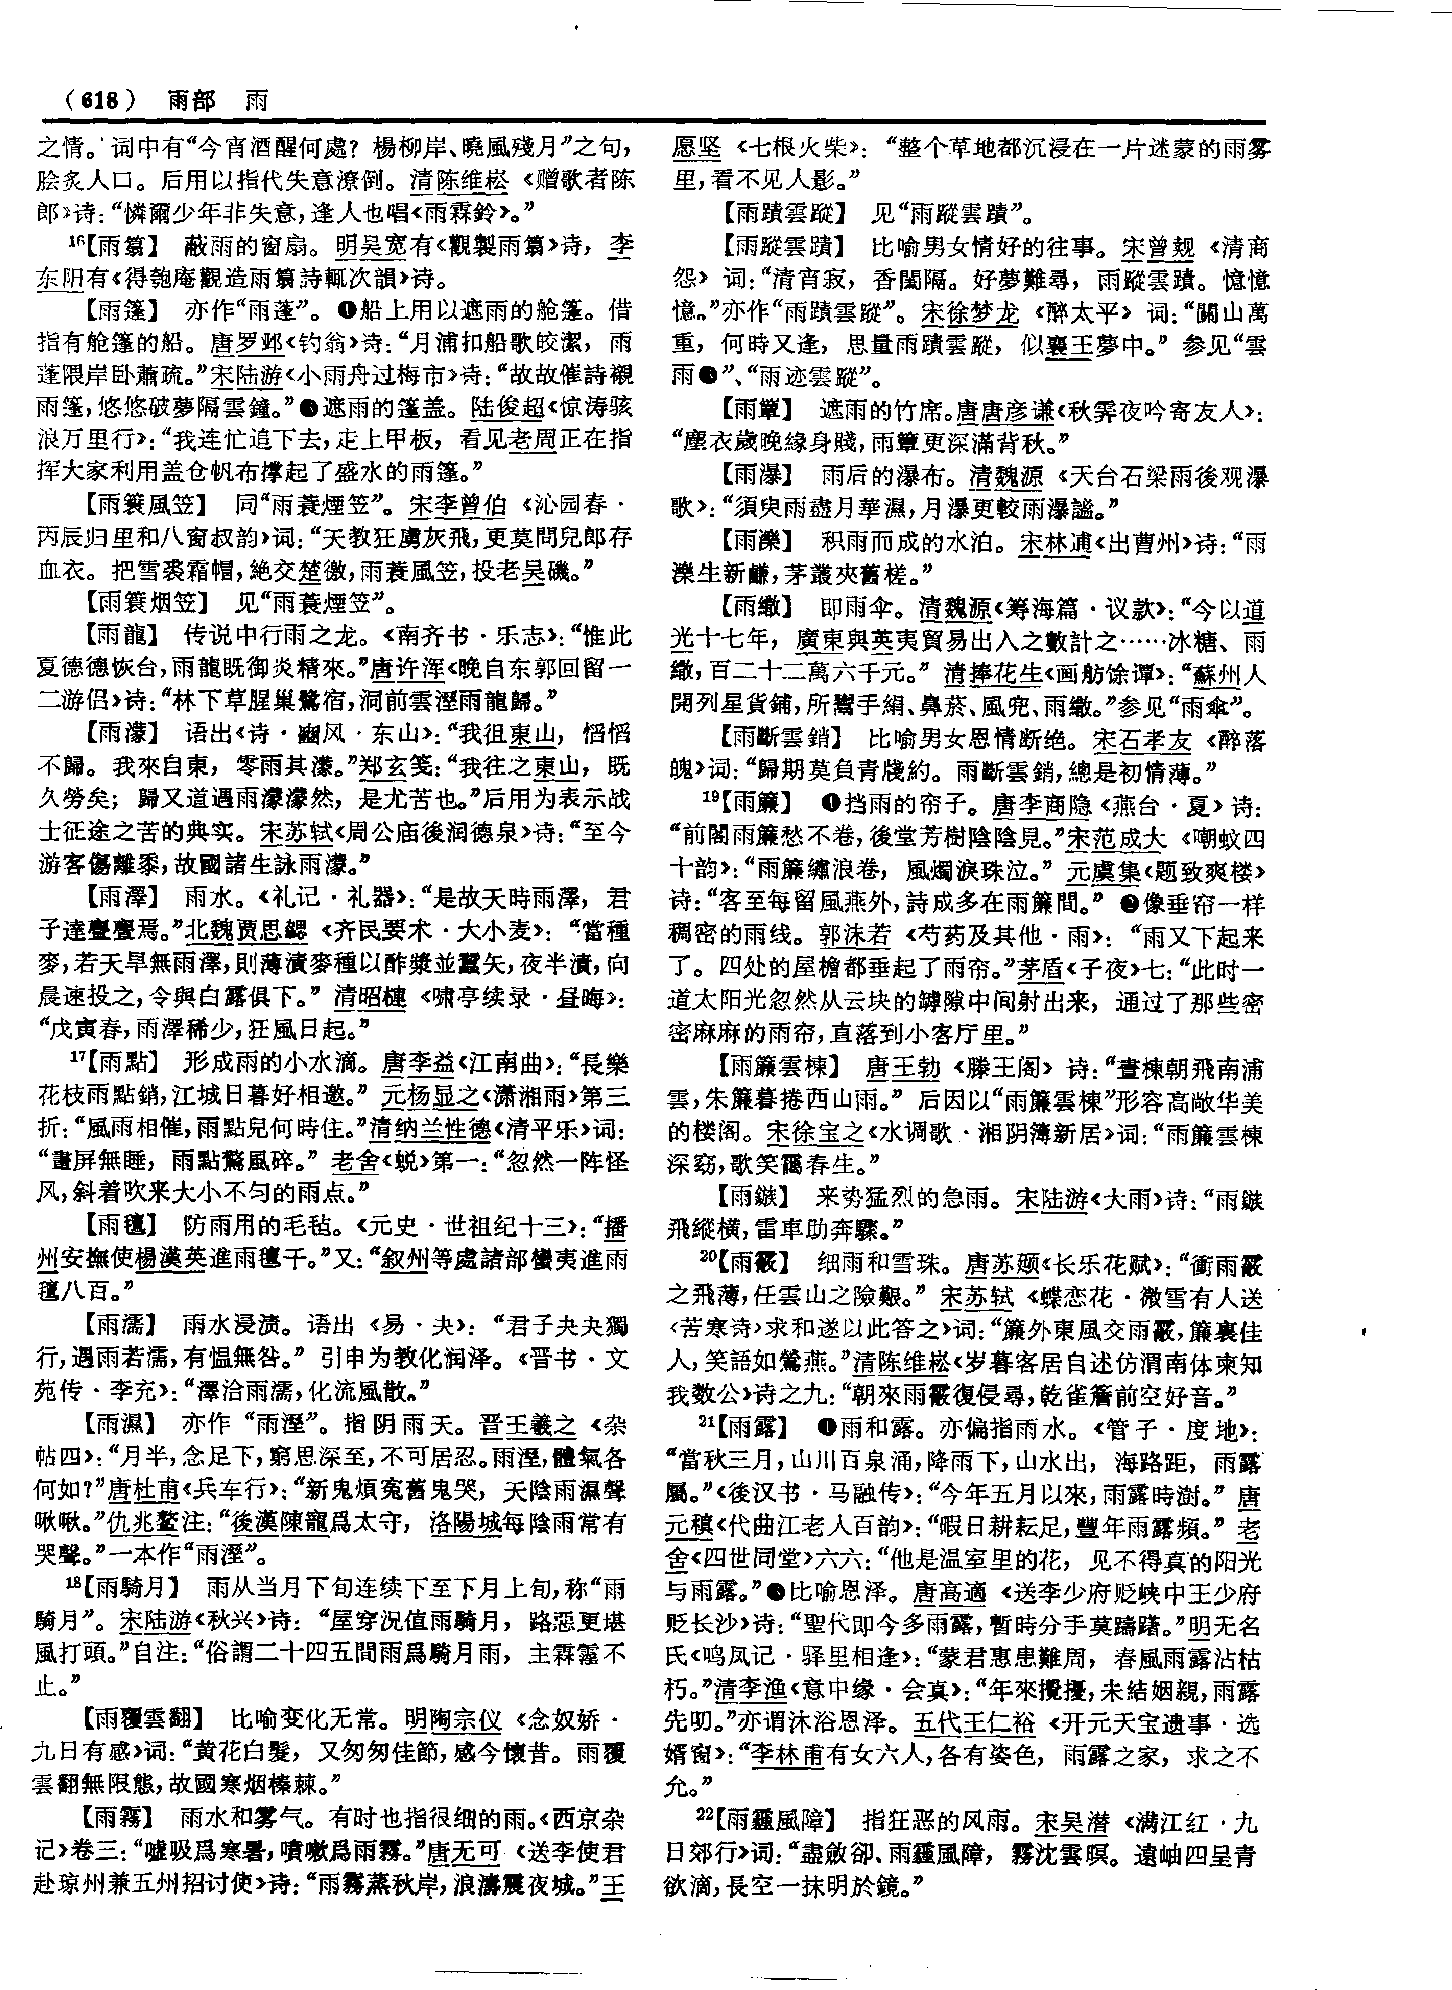 （618） 雨部 雨
之情。词中有“今宵酒醒何處？楊柳岸、曉風殘月”之句，
脍炙人口。后用以指代失意潦倒。清陈维崧《赠歌者陈
郎》诗：“憐爾少年非失意，逢人也唱《雨霖鈴》。”
16【雨䈉】 蔽雨的窗扇。明吴宽有《觀製雨䈉》诗，李
东阳有《得匏庵觀造雨䈉詩輒次韻》诗。
【雨篷】 亦作“雨蓬”。❶船上用以遮雨的舱篷。借
指有舱篷的船。唐罗邺《钓翁》诗：“月浦扣船歌皎潔，雨
蓬隈岸卧蕭疏。”宋陆游《小雨舟过梅市》诗：“故故催詩襯
雨篷，悠悠破夢隔雲鐘。”❷遮雨的篷盖。陆俊超《惊涛骇
浪万里行》：“我连忙追下去，走上甲板，看见老周正在指
挥大家利用盖仓帆布撑起了盛水的雨篷。”
【雨簑風笠】 同“雨蓑煙笠”。宋李曾伯《沁园春·
丙辰归里和八窗叔韵》词：“天教狂虜灰飛，更莫問兒郎存
血衣。把雪裘霜帽，絶交楚徼，雨蓑風笠，投老吴磯。”
【雨簑烟笠】 见“雨蓑煙笠”。
【雨龍】 传说中行雨之龙。《南齐书·乐志》：“惟此
夏德德恢台，雨龍既御炎精來。”唐许浑《晚自东郭回留一
二游侣》诗：“林下草腥巢鷺宿，洞前雲溼雨龍歸。”
【雨濛】 语出《诗·豳风·东山》：“我徂東山，慆慆
不歸。我來自東，零雨其濛。”郑玄笺：“我往之東山，既
久勞矣；歸又道遇雨濛濛然，是尤苦也。”后用为表示战
士征途之苦的典实。宋苏轼《周公庙後润德泉》诗：“至今
游客傷離黍，故國諸生詠雨濛。”
【雨澤】 雨水。《礼记·礼器》：“是故天時雨澤，君
子達亹亹焉。”北魏贾思勰《齐民要术·大小麦》：“當種
麥，若天旱無雨澤，則薄漬麥種以酢漿並蠶矢，夜半漬，向
晨速投之，令與白露俱下。”清昭槤《啸亭续录·昼晦》：
“戊寅春，雨澤稀少，狂風日起。”
17【雨點】 形成雨的小水滴。唐李益《江南曲》：“長樂
花枝雨點銷，江城日暮好相邀。”元杨显之《潇湘雨》第三
折：“風雨相催，雨點兒何時住。”清纳兰性德《清平乐》词：
“畫屏無睡，雨點驚風碎。”老舍《蜕》第一：“忽然一阵怪
风，斜着吹来大小不匀的雨点。”
【雨氊】 防雨用的毛毡。《元史·世祖纪十三》：“播
州安撫使楊漢英進雨氊千。”又：“叙州等處諸部蠻夷進雨
氊八百。”
【雨濡】 雨水浸渍。语出《易·夬》：“君子夬夬獨
行，遇雨若濡，有愠無咎。”引申为教化润泽。《晋书·文
苑传·李充》：“澤洽雨濡，化流風散。”
【雨濕】 亦作“雨溼”。指阴雨天。晋王羲之《杂
帖四》：“月半，念足下，窮思深至，不可居忍。雨溼，體氣各
何如？”唐杜甫《兵车行》：“新鬼煩寃舊鬼哭，天陰雨濕聲
啾啾。”仇兆鳌注：“後漢陳寵爲太守，洛陽城每陰雨常有
哭聲。”一本作“雨溼”。
18【雨騎月】 雨从当月下旬连续下至下月上旬，称“雨
騎月”。宋陆游《秋兴》诗：“屋穿況值雨騎月，路惡更堪
風打頭。”自注：“俗謂二十四五間雨爲騎月雨，主霖霪不
止。”
【雨覆雲翻】 比喻变化无常。明陶宗仪《念奴娇·
九日有感》词：“黄花白髮，又匆匆佳節，感今懷昔。雨覆
雲翻無限態，故國寒烟榛棘。”
【雨霧】 雨水和雾气。有时也指很细的雨。《西京杂
记》卷三：“嘘吸爲寒暑，噴嗽爲雨霧。”唐无可《送李使君
赴琼州兼五州招讨使》诗：“雨霧蒸秋岸，浪濤震夜城。”王
愿坚《七根火柴》：“整个草地都沉浸在一片迷蒙的雨雾
里，看不见人影。”
【雨蹟雲蹤】 见“雨蹤雲蹟”。
【雨蹤雲蹟】 比喻男女情好的往事。宋曾觌《清商
怨》词：“清宵寂，香閨隔。好夢難尋，雨蹤雲蹟。憶憶
憶。”亦作“雨蹟雲蹤”。宋徐梦龙《醉太平》词：“關山萬
重，何時又逢，思量雨蹟雲蹤，似襄王夢中。”参见“雲
雨❸”、“雨迹雲蹤”。
【雨簟】 遮雨的竹席。唐唐彦谦《秋霁夜吟寄友人》：
“塵衣歲晚緣身賤，雨簟更深滿背秋。”
【雨瀑】 雨后的瀑布。清魏源《天台石梁雨後观瀑
歌》：“須臾雨盡月華濕，月瀑更較雨瀑謐。”
【雨濼】 积雨而成的水泊。宋林逋《出曹州》诗：“雨
濼生新鹻，茅叢夾舊槎。”
【雨繖】 即雨伞。清魏源《筹海篇·议款》：“今以道
光十七年，廣東與英夷貿易出入之數計之……冰糖、雨
繖，百二十二萬六千元。”清捧花生《画舫馀谭》：“蘇州人
開列星貨鋪，所鬻手絹、鼻菸、風兜、雨繖。”参见“雨傘”。
【雨斷雲銷】 比喻男女恩情断绝。宋石孝友《醉落
魄》词：“歸期莫負青牋約。雨斷雲銷，總是初情薄。”
19【雨簾】 ❶挡雨的帘子。唐李商隐《燕台·夏》诗：
“前閣雨簾愁不卷，後堂芳樹陰陰見。”宋范成大《嘲蚊四
十韵》：“雨簾繡浪卷，風燭淚珠泣。”元虞集《题致爽楼》
诗：“客至每留風燕外，詩成多在雨簾間。”❷像垂帘一样
稠密的雨线。郭沫若《芍药及其他·雨》：“雨又下起来
了。四处的屋檐都垂起了雨帘。”茅盾《子夜》七：“此时一
道太阳光忽然从云块的罅隙中间射出来，通过了那些密
密麻麻的雨帘，直落到小客厅里。”
【雨簾雲棟】 唐王勃《滕王阁》诗：“畫棟朝飛南浦
雲，朱簾暮捲西山雨。”后因以“雨簾雲棟”形容高敞华美
的楼阁。宋徐宝之《水调歌·湘阴簿新居》词：“雨簾雲棟
深窈，歌笑靄春生。”
【雨鏃】 来势猛烈的急雨。宋陆游《大雨》诗：“雨鏃
飛縱橫，雷車助奔驟。”
20【雨霰】 细雨和雪珠。唐苏颋《长乐花赋》：“衝雨霰
之飛薄，任雲山之險艱。”宋苏轼《蝶恋花·微雪有人送
〈苦寒诗〉求和遂以此答之》词：“簾外東風交雨霰，簾裏佳
人，笑語如鶯燕。”清陈维崧《岁暮客居自述仿渭南体柬知
我数公》诗之九：“朝來雨霰復侵尋，乾雀簷前空好音。”
21【雨露】 ❶雨和露。亦偏指雨水。《管子·度地》：
“當秋三月，山川百泉涌，降雨下，山水出，海路距，雨露
屬。”《後汉书·马融传》：“今年五月以來，雨露時澍。”唐
元稹《代曲江老人百韵》：“暇日耕耘足，豐年雨露頻。”老
舍《四世同堂》六六：“他是温室里的花，见不得真的阳光
与雨露。”❷比喻恩泽。唐高適《送李少府贬峡中王少府
贬长沙》诗：“聖代即今多雨露，暫時分手莫躊躇。”明无名
氏《鸣凤记·驿里相逢》：“蒙君惠患難周，春風雨露沾枯
朽。”清李渔《意中缘·会真》：“年來攪擾，未結姻親，雨露
先叨。”亦谓沐浴恩泽。五代王仁裕《开元天宝遗事·选
婿窗》：“李林甫有女六人，各有姿色，雨露之家，求之不
允。”
22【雨霾風障】 指狂恶的风雨。宋吴潜《满江红·九
日郊行》词：“盡斂卻、雨霾風障，霧沈雲暝。遠岫四呈青
欲滴，長空一抹明於鏡。”